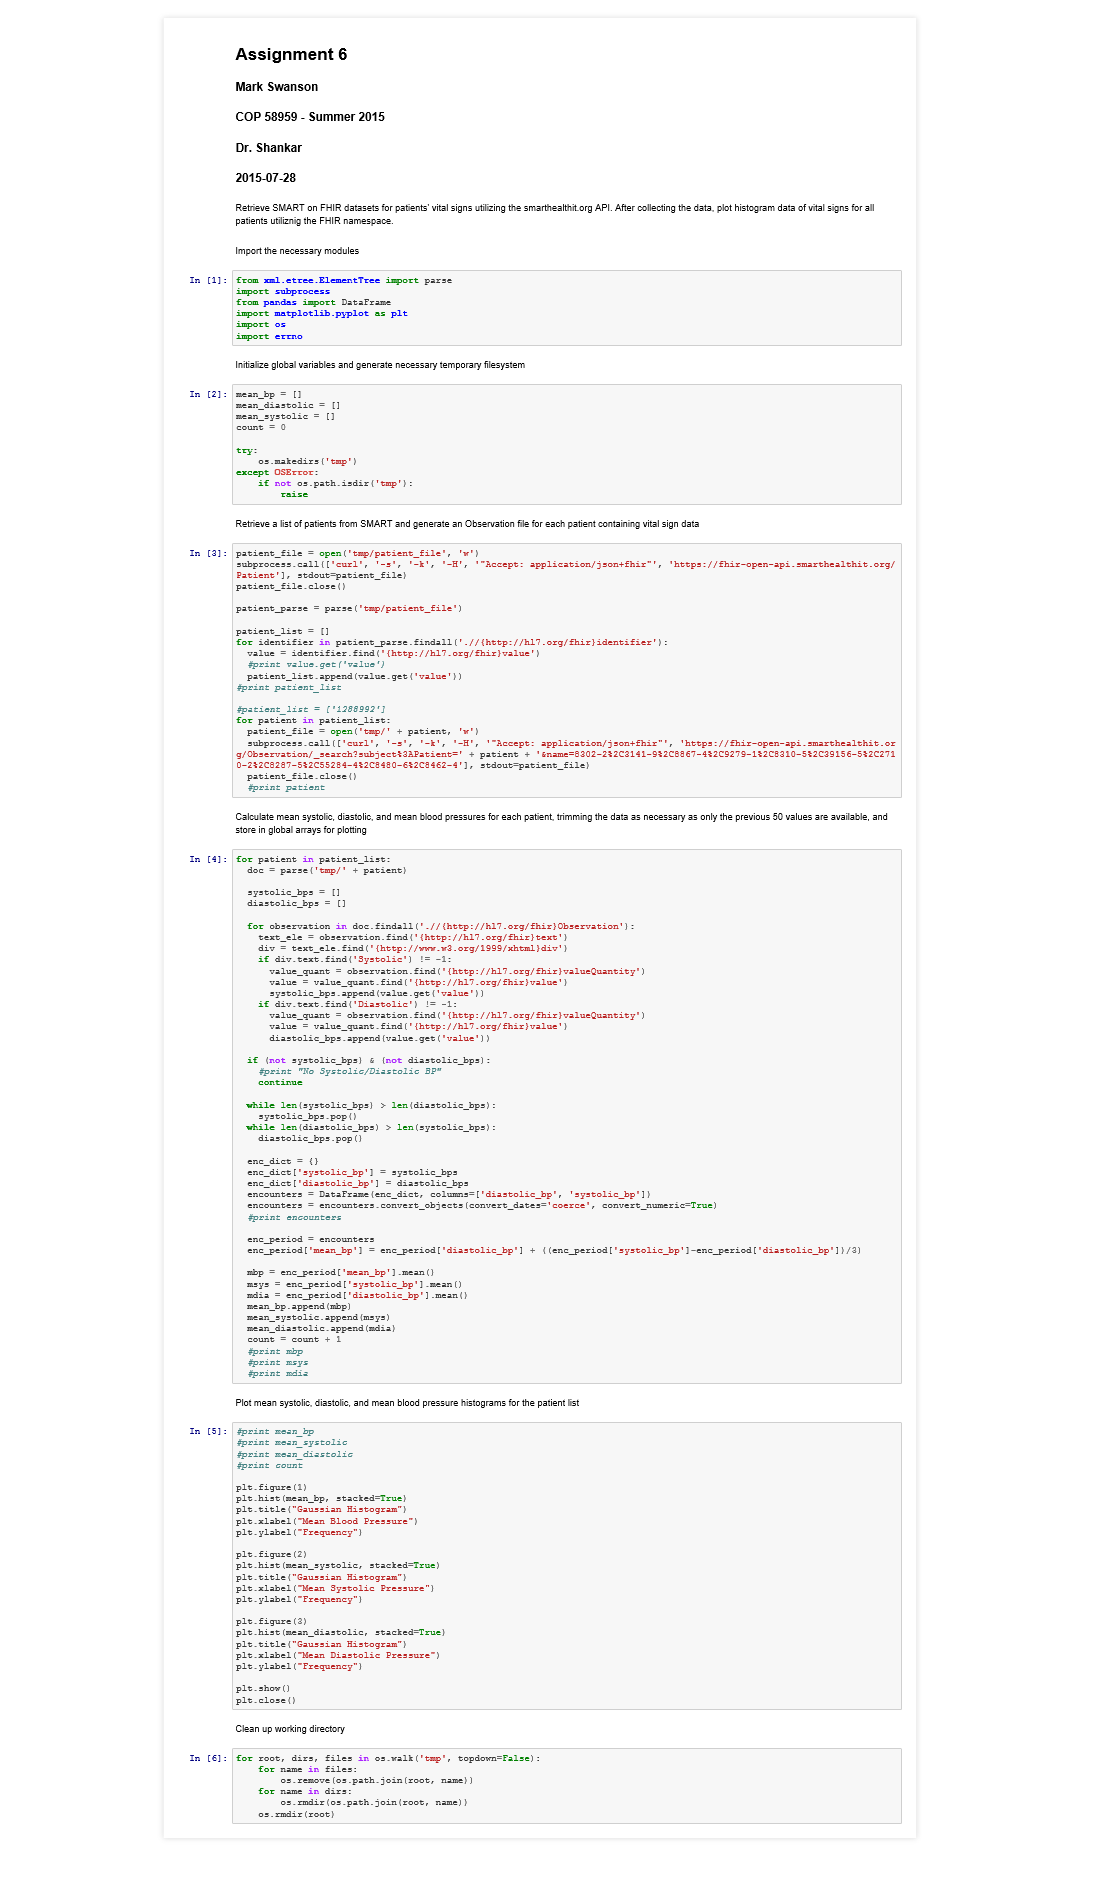 Assignment 6
Mark Swanson
COP 58959 - Summer 2015
Dr. Shankar
2015-07-28
Retrieve SMART on FHIR datasets for patients' vital signs utilizing the smarthealthit.org API. After collecting the data, plot histogram data of vital signs for all
patients utiliznig the FHIR namespace.
Import the necessary modules
In [1]: from xml.etree.ElementTree import parse
import subprocess
from pandas import DataFrame
import matplotlib.pyplot as plt
import os
import errno
Initialize global variables and generate necessary temporary filesystem
In [2]: mean_bp = []
mean_diastolic = []
mean_systolic = []
count = 0
try:
    os.makedirs('tmp')
except OSError:
    if not os.path.isdir('tmp'):
        raise
Retrieve a list of patients from SMART and generate an Observation file for each patient containing vital sign data
In [3]: patient_file = open('tmp/patient_file', 'w')
subprocess.call(['curl', '-s', '-k', '-H', '"Accept: application/json+fhir"', 'https://fhir-open-api.smarthealthit.org/
Patient'], stdout=patient_file)
patient_file.close()
patient_parse = parse('tmp/patient_file')
patient_list = []
for identifier in patient_parse.findall('.//{http://hl7.org/fhir}identifier'):
  value = identifier.find('{http://hl7.org/fhir}value')
  #print value.get('value')
  patient_list.append(value.get('value'))
#print patient_list
#patient_list = ['1288992']
for patient in patient_list:
  patient_file = open('tmp/' + patient, 'w')
  subprocess.call(['curl', '-s', '-k', '-H', '"Accept: application/json+fhir"', 'https://fhir-open-api.smarthealthit.or
g/Observation/_search?subject%3APatient=' + patient + '&name=8302-2%2C3141-9%2C8867-4%2C9279-1%2C8310-5%2C39156-5%2C271
0-2%2C8287-5%2C55284-4%2C8480-6%2C8462-4'], stdout=patient_file)
  patient_file.close()
  #print patient
Calculate mean systolic, diastolic, and mean blood pressures for each patient, trimming the data as necessary as only the previous 50 values are available, and
store in global arrays for plotting
In [4]: for patient in patient_list:
  doc = parse('tmp/' + patient)
  systolic_bps = []
  diastolic_bps = []
  for observation in doc.findall('.//{http://hl7.org/fhir}Observation'):
    text_ele = observation.find('{http://hl7.org/fhir}text')
    div = text_ele.find('{http://www.w3.org/1999/xhtml}div')
    if div.text.find('Systolic') != -1:
      value_quant = observation.find('{http://hl7.org/fhir}valueQuantity')
      value = value_quant.find('{http://hl7.org/fhir}value')
      systolic_bps.append(value.get('value'))
    if div.text.find('Diastolic') != -1:
      value_quant = observation.find('{http://hl7.org/fhir}valueQuantity')
      value = value_quant.find('{http://hl7.org/fhir}value')
      diastolic_bps.append(value.get('value'))
  if (not systolic_bps) & (not diastolic_bps):
    #print "No Systolic/Diastolic BP"
    continue
  while len(systolic_bps) > len(diastolic_bps):
    systolic_bps.pop()
  while len(diastolic_bps) > len(systolic_bps):
    diastolic_bps.pop()
  enc_dict = {}
  enc_dict['systolic_bp'] = systolic_bps
  enc_dict['diastolic_bp'] = diastolic_bps
  encounters = DataFrame(enc_dict, columns=['diastolic_bp', 'systolic_bp'])
  encounters = encounters.convert_objects(convert_dates='coerce', convert_numeric=True)
  #print encounters
  enc_period = encounters
  enc_period['mean_bp'] = enc_period['diastolic_bp'] + ((enc_period['systolic_bp']-enc_period['diastolic_bp'])/3)
  mbp = enc_period['mean_bp'].mean()
  msys = enc_period['systolic_bp'].mean()
  mdia = enc_period['diastolic_bp'].mean()
  mean_bp.append(mbp)
  mean_systolic.append(msys)
  mean_diastolic.append(mdia)
  count = count + 1
  #print mbp
  #print msys
  #print mdia
Plot mean systolic, diastolic, and mean blood pressure histograms for the patient list
In [5]: #print mean_bp
#print mean_systolic
#print mean_diastolic
#print count
plt.figure(1)
plt.hist(mean_bp, stacked=True)
plt.title("Gaussian Histogram")
plt.xlabel("Mean Blood Pressure")
plt.ylabel("Frequency")
plt.figure(2)
plt.hist(mean_systolic, stacked=True)
plt.title("Gaussian Histogram")
plt.xlabel("Mean Systolic Pressure")
plt.ylabel("Frequency")
plt.figure(3)
plt.hist(mean_diastolic, stacked=True)
plt.title("Gaussian Histogram")
plt.xlabel("Mean Diastolic Pressure")
plt.ylabel("Frequency")
plt.show()
plt.close()
Clean up working directory
In [6]: for root, dirs, files in os.walk('tmp', topdown=False):
    for name in files:
        os.remove(os.path.join(root, name))
    for name in dirs:
        os.rmdir(os.path.join(root, name))
    os.rmdir(root)